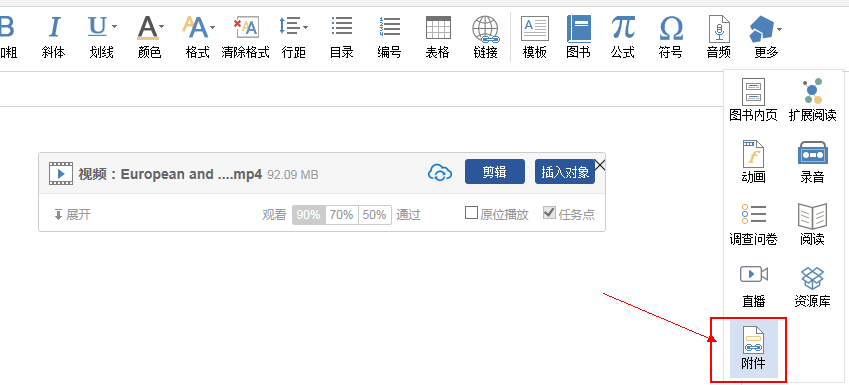 加粗 斜体 划线 颜色 格式 清除格式 行距 目录 编号 表格 链接 模板 图书 公式 符号 音频 更多
图书内页 扩展阅读
动画 录音
调查问卷 阅读
直播 资源库
附件
视频：European and ....mp4 92.09 MB 剪辑 插入对象
展开 观看 90% 70% 50% 通过 原位播放 任务点